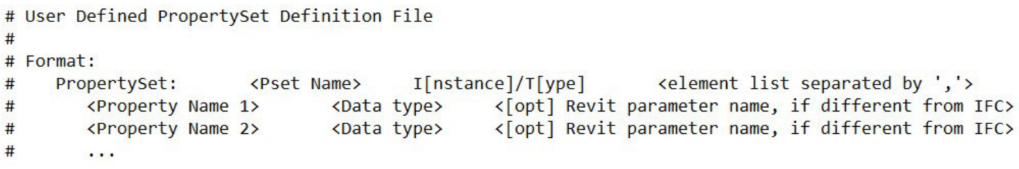 # User Defined PropertySet Definition File
#
# Format:
#    PropertySet:       <Pset Name>     I[nstance]/T[ype]       <element list separated by ','>
#       <Property Name 1>       <Data type>     <[opt] Revit parameter name, if different from IFC>
#       <Property Name 2>       <Data type>     <[opt] Revit parameter name, if different from IFC>
#       ...